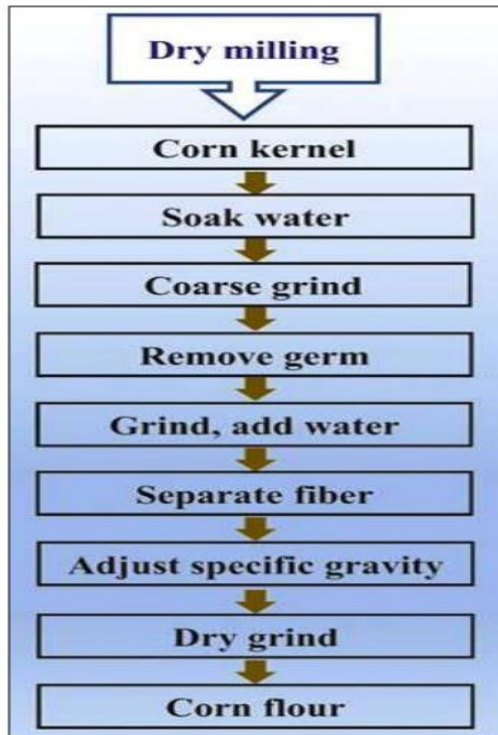 Dry milling
Corn kernel
Soak water
Coarse grind
Remove germ
Grind, add water
Separate fiber
Adjust specific gravity
Dry grind
Corn flour